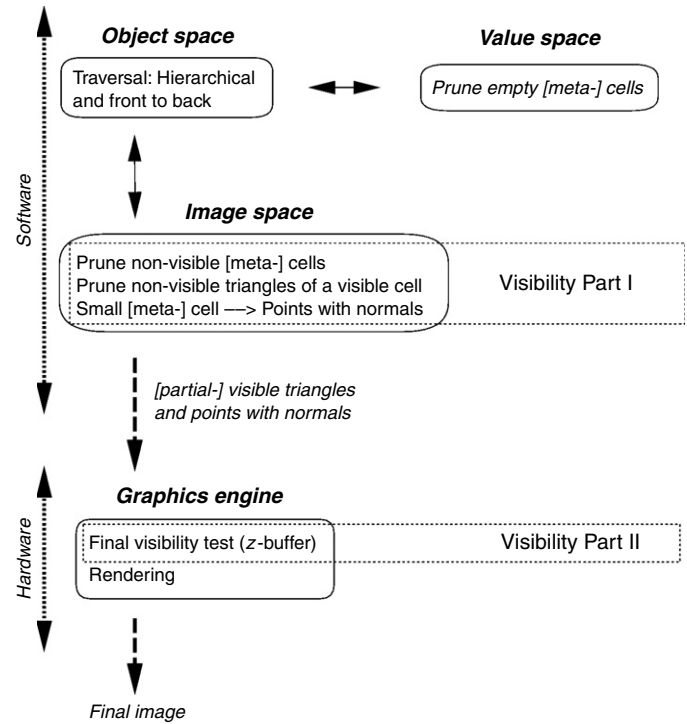 Object space
Value space
Traversal: Hierarchical
and front to back
Prune empty [meta-] cells
Software
Image space
Prune non-visible [meta-] cells
Prune non-visible triangles of a visible cell
Small [meta-] cell —> Points with normals
Visibility Part I
[partial-] visible triangles
and points with normals
Hardware
Graphics engine
Final visibility test (z-buffer)
Rendering
Visibility Part II
Final image